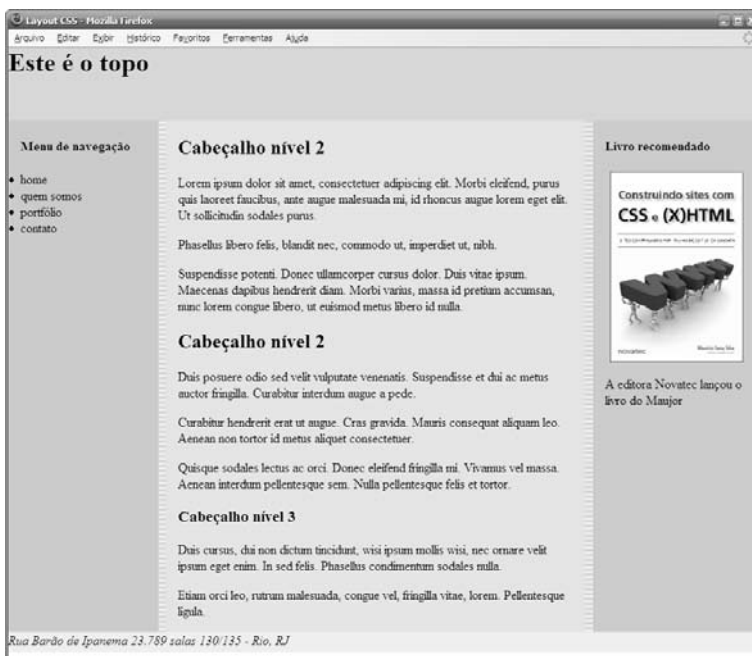 Layout CSS - Mozilla Firefox
Arquivo Editar Exibir Histórico Favoritos Ferramentas Ajuda
Este é o topo
Menu de navegação
home
quem somos
portfólio
contato
Cabeçalho nível 2
Lorem ipsum dolor sit amet, consectetuer adipiscing elit. Morbi eleifend, purus
quis laoreet faucibus, ante augue malesuada mi, id rhoncus augue lorem eget elit.
Ut sollicitudin sodales purus.
Phasellus libero felis, blandit nec, commodo ut, imperdiet ut, nibh.
Suspendisse potenti. Donec ullamcorper cursus dolor. Duis vitae ipsum.
Maecenas dapibus hendrerit diam. Morbi varius, massa id pretium accumsan,
nunc lorem congue libero, ut euismod metus libero id nulla.
Cabeçalho nível 2
Duis posuere odio sed velit vulputate venenatis. Suspendisse et dui ac metus
auctor fringilla. Curabitur interdum augue a pede.
Curabitur hendrerit erat ut augue. Cras gravida. Mauris consequat aliquam leo.
Aenean non tortor id metus aliquet consectetuer.
Quisque sodales lectus ac orci. Donec eleifend fringilla mi. Vivamus vel massa.
Aenean interdum pellentesque sem. Nulla pellentesque felis et tortor.
Cabeçalho nível 3
Duis cursus, dui non dictum tincidunt, wisi ipsum mollis wisi, nec ornare velit
ipsum eget enim. In sed felis. Phasellus condimentum sodales nulla.
Etiam orci leo, rutrum malesuada, congue vel, fringilla vitae, lorem. Pellentesque
ligula.
Livro recomendado
Construindo sites com
CSS e (X)HTML
novatec
A editora Novatec lançou o
livro do Maujor
Rua Barão de Ipanema 23.789 salas 130/135 - Rio, RJ